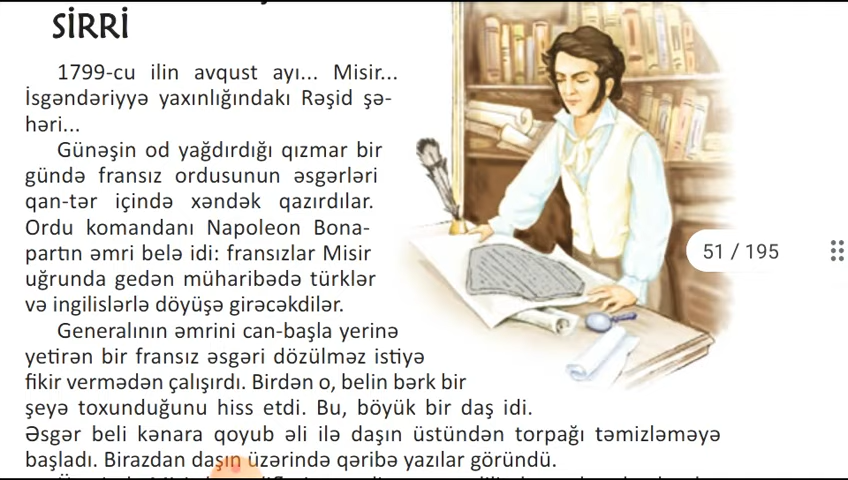 SİRRİ
1799-cu ilin avqust ayı... Misir...
İsgəndəriyyə yaxınlığındakı Rəşid şə-
həri...
Günəşin od yağdırdığı qızmar bir
gündə fransız ordusunun əsgərləri
qan-tər içində xəndək qazırdılar.
Ordu komandanı Napoleon Bona-
partın əmri belə idi: fransızlar Misir
uğrunda gedən müharibədə türklər
və ingilislərlə döyüşə girəcəkdilər.
Generalının əmrini can-başla yerinə
yetirən bir fransız əsgəri dözülməz istiyə
fikir vermədən çalışırdı. Birdən o, belin bərk bir
şeyə toxunduğunu hiss etdi. Bu, böyük bir daş idi.
Əsgər beli kənara qoyub əli ilə daşın üstündən torpağı təmizləməyə
başladı. Birazdan daşın üzərində qəribə yazılar göründü.
51 / 195